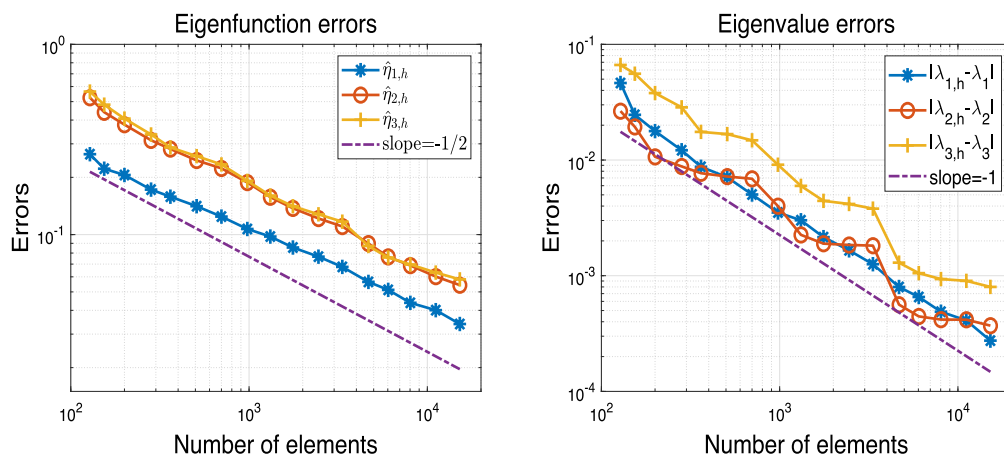 Eigenfunction errors
10^0
10^-1
Errors
10^2
10^3
10^4
Number of elements
η̂_{1,h}
η̂_{2,h}
η̂_{3,h}
slope=-1/2
Eigenvalue errors
10^-1
10^-2
10^-3
10^-4
Errors
10^2
10^3
10^4
Number of elements
|λ_{1,h}-λ_1|
|λ_{2,h}-λ_2|
|λ_{3,h}-λ_3|
slope=-1